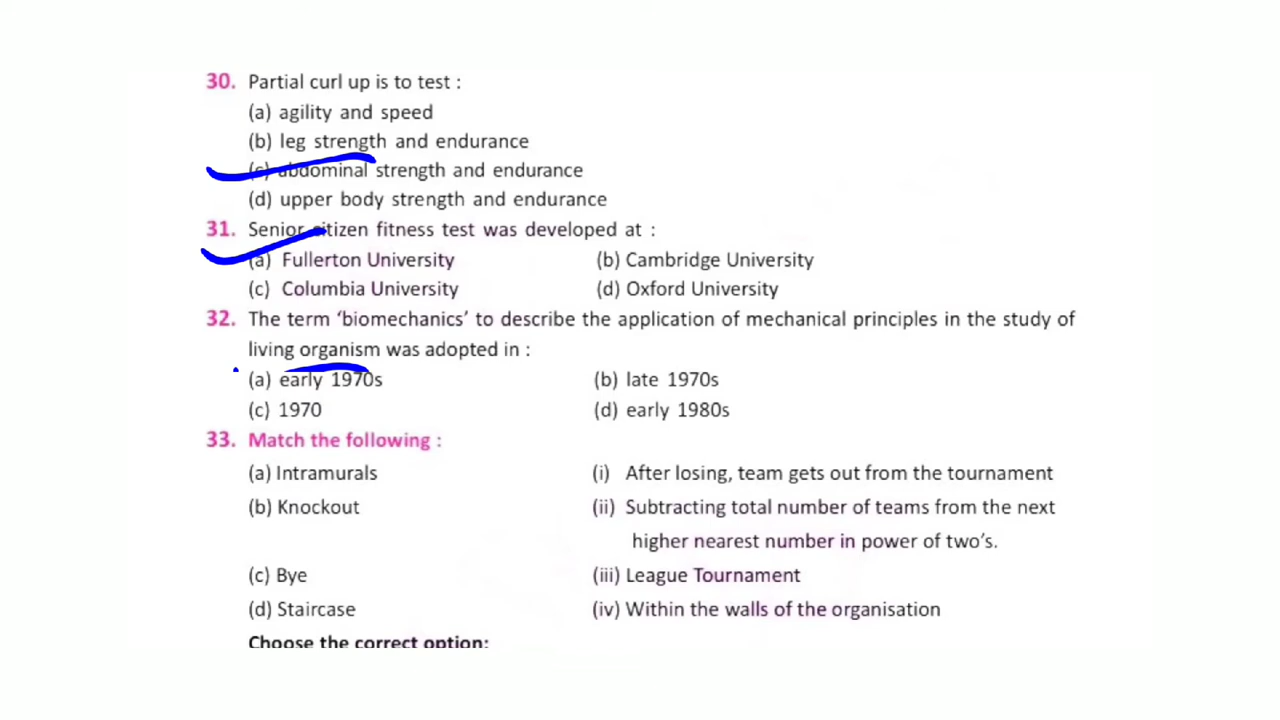 30. Partial curl up is to test :
(a) agility and speed
(b) leg strength and endurance
(c) abdominal strength and endurance
(d) upper body strength and endurance
31. Senior citizen fitness test was developed at :
(a) Fullerton University (b) Cambridge University
(c) Columbia University (d) Oxford University
32. The term ‘biomechanics’ to describe the application of mechanical principles in the study of
living organism was adopted in :
(a) early 1970s (b) late 1970s
(c) 1970 (d) early 1980s
33. Match the following :
(a) Intramurals (i) After losing, team gets out from the tournament
(b) Knockout (ii) Subtracting total number of teams from the next
higher nearest number in power of two’s.
(c) Bye (iii) League Tournament
(d) Staircase (iv) Within the walls of the organisation
Choose the correct option: